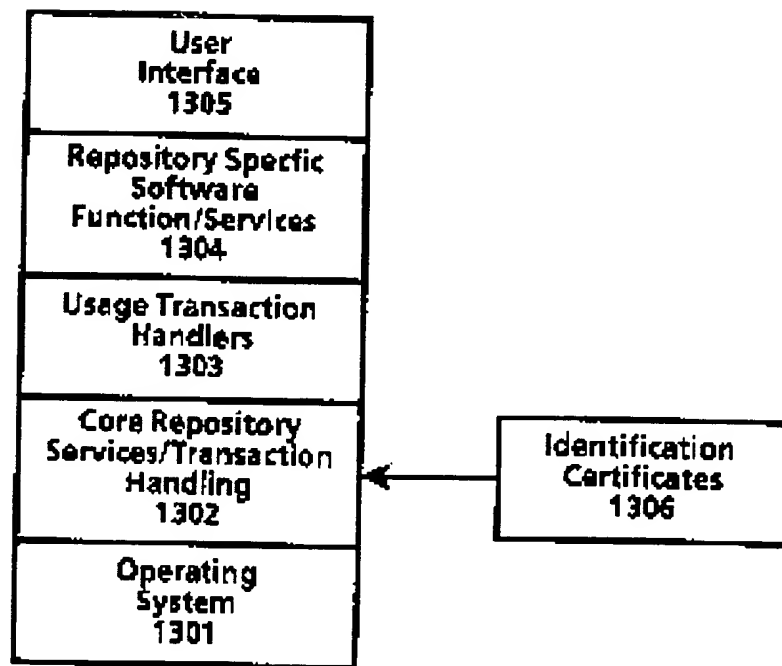 User
Interface
1305
Repository Specfic
Software
Function/Services
1304
Usage Transaction
Handlers
1303
Core Repository
Services/Transaction
Handling
1302
Operating
System
1301
Identification
Certificates
1306